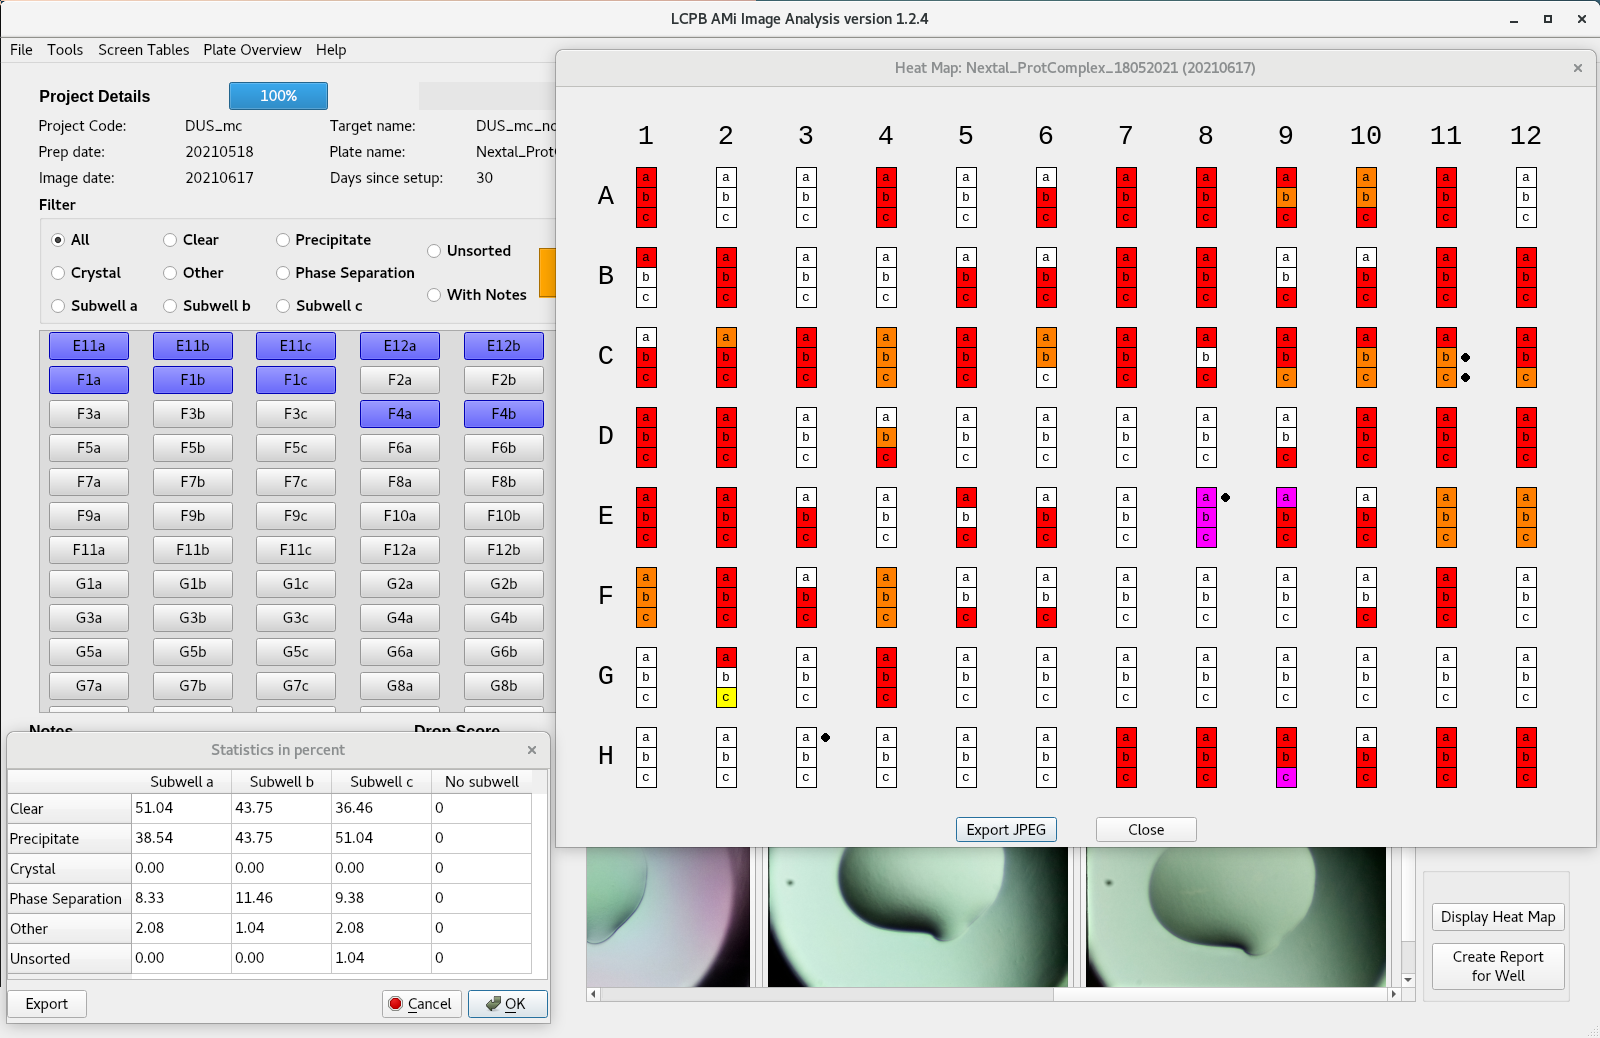 LCPB AMi Image Analysis version 1.2.4
File Tools Screen Tables Plate Overview Help
Project Details 100%
Project Code: DUS_mc Target name: DUS_mc_nc
Prep date: 20210518 Plate name: Nextal_Prot
Image date: 20210617 Days since setup: 30
Filter
All Clear Precipitate Unsorted
Crystal Other Phase Separation With Notes
Subwell a Subwell b Subwell c
E11a E11b E11c E12a E12b
F1a F1b F1c F2a F2b
F3a F3b F3c F4a F4b
F5a F5b F5c F6a F6b
F7a F7b F7c F8a F8b
F9a F9b F9c F10a F10b
F11a F11b F11c F12a F12b
G1a G1b G1c G2a G2b
G3a G3b G3c G4a G4b
G5a G5b G5c G6a G6b
G7a G7b G7c G8a G8b
Notes Drop Score
Heat Map: Nextal_ProtComplex_18052021 (20210617)
1 2 3 4 5 6 7 8 9 10 11 12
a a a a a a a a a a a a
A b b b b b b b b b b b b
c c c c c c c c c c c c
a a a a a a a a a a a a
B b b b b b b b b b b b b
c c c c c c c c c c c c
a a a a a a a a a a a a
C b b b b b b b b b b b b
c c c c c c c c c c c c
a a a a a a a a a a a a
D b b b b b b b b b b b b
c c c c c c c c c c c c
a a a a a a a a a a a a
E b b b b b b b b b b b b
c c c c c c c c c c c c
a a a a a a a a a a a a
F b b b b b b b b b b b b
c c c c c c c c c c c c
a a a a a a a a a a a a
G b b b b b b b b b b b b
c c c c c c c c c c c c
a a a a a a a a a a a a
H b b b b b b b b b b b b
c c c c c c c c c c c c
Export JPEG Close
Statistics in percent
Subwell a Subwell b Subwell c No subwell
Clear 51.04 43.75 36.46 0
Precipitate 38.54 43.75 51.04 0
Crystal 0.00 0.00 0.00 0
Phase Separation 8.33 11.46 9.38 0
Other 2.08 1.04 2.08 0
Unsorted 0.00 0.00 1.04 0
Export Cancel OK
Display Heat Map
Create Report
for Well